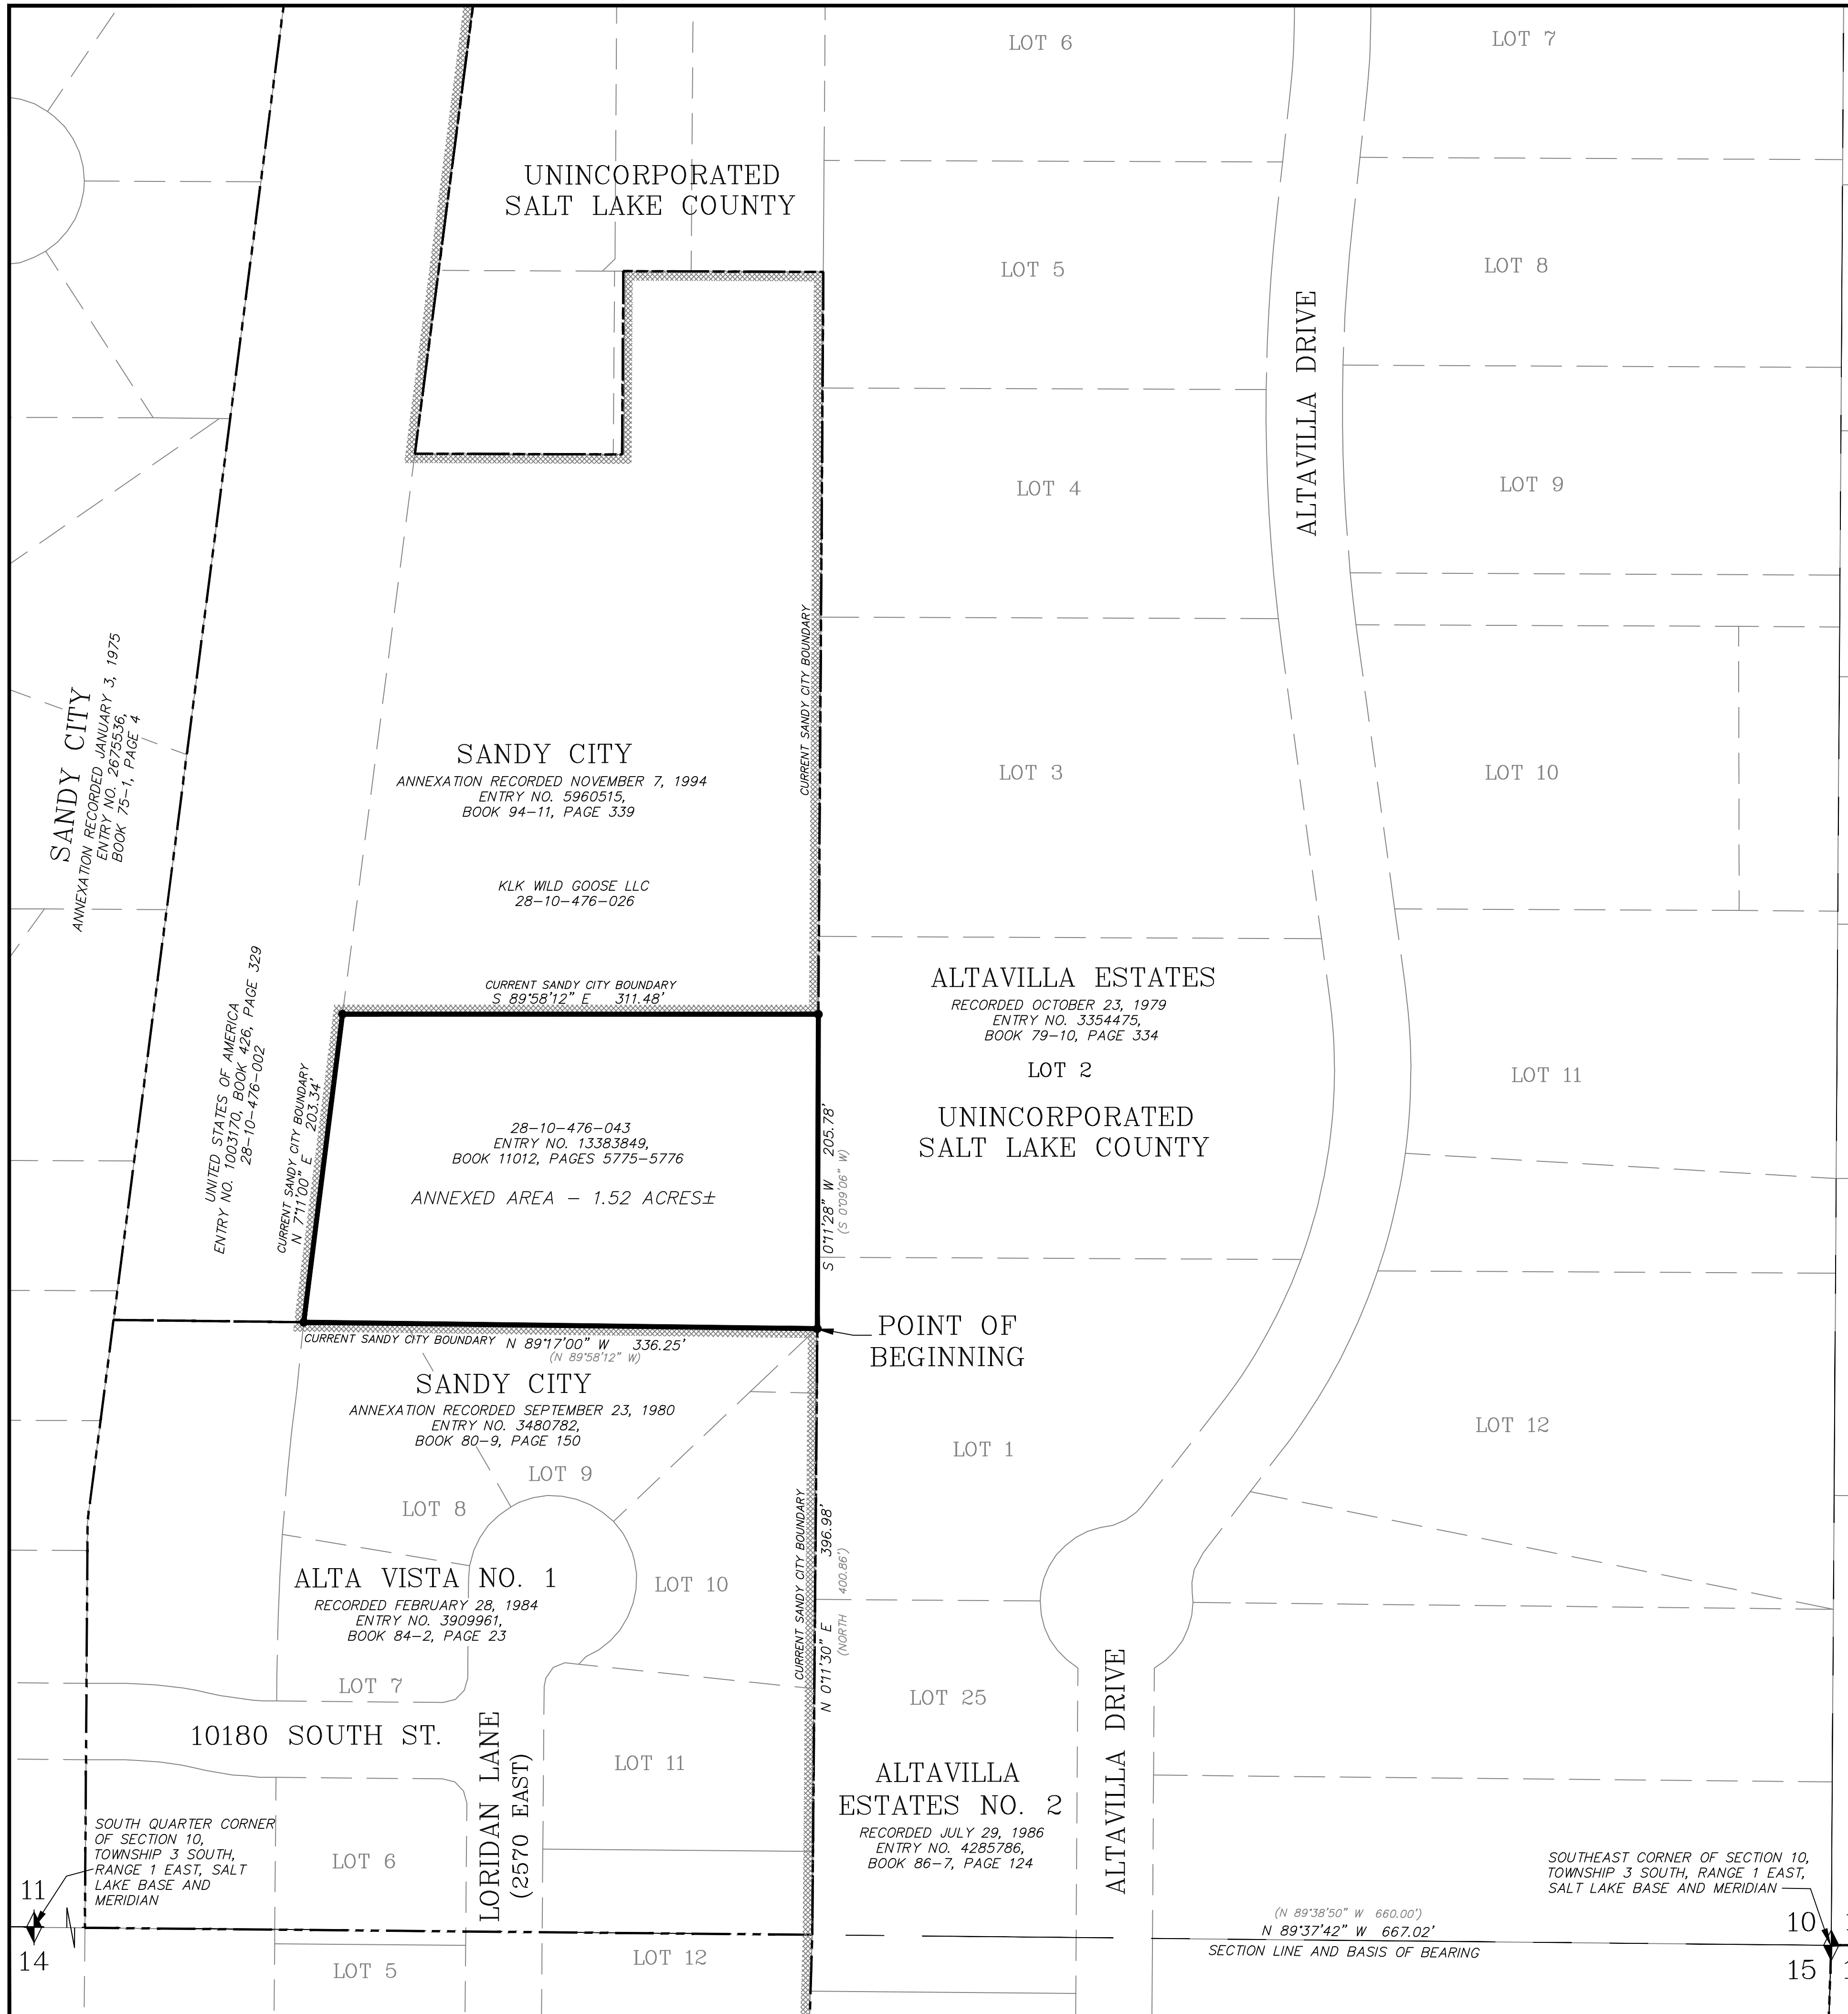 LOT 6
LOT 7
UNINCORPORATED
SALT LAKE COUNTY
LOT 5
LOT 8
ALTAVILLA DRIVE
LOT 4
LOT 9
CURRENT SANDY CITY BOUNDARY
SANDY CITY
ANNEXATION RECORDED JANUARY 3, 1975
ENTRY NO. 2675536,
BOOK 75-1, PAGE 4
SANDY CITY
ANNEXATION RECORDED NOVEMBER 7, 1994
ENTRY NO. 5960515,
BOOK 94-11, PAGE 339
LOT 3
LOT 10
KLK WILD GOOSE LLC
28-10-476-026
UNITED STATES OF AMERICA
ENTRY NO. 1003170, BOOK 426, PAGE 329
28-10-476-002
CURRENT SANDY CITY BOUNDARY
S 89°58'12" E 311.48'
ALTAVILLA ESTATES
RECORDED OCTOBER 23, 1979
ENTRY NO. 3354475,
BOOK 79-10, PAGE 334
LOT 2
LOT 11
UNINCORPORATED
SALT LAKE COUNTY
CURRENT SANDY CITY BOUNDARY
N 7°11'00" E 203.34'
28-10-476-043
ENTRY NO. 13383849,
BOOK 11012, PAGES 5775-5776
ANNEXED AREA - 1.52 ACRES±
S 0°11'28" W 205.78'
(S 0°09'06" W)
POINT OF
BEGINNING
CURRENT SANDY CITY BOUNDARY N 89°17'00" W 336.25'
(N 89°58'12" W)
SANDY CITY
ANNEXATION RECORDED SEPTEMBER 23, 1980
ENTRY NO. 3480782,
BOOK 80-9, PAGE 150
LOT 1
LOT 12
LOT 9
LOT 8
ALTA VISTA NO. 1
RECORDED FEBRUARY 28, 1984
ENTRY NO. 3909961,
BOOK 84-2, PAGE 23
LOT 10
CURRENT SANDY CITY BOUNDARY
N 0°11'30" E 396.98'
(NORTH 400.86')
LOT 7
LOT 25
ALTAVILLA DRIVE
10180 SOUTH ST.
LORIDAN LANE
(2570 EAST)
LOT 11
ALTAVILLA
ESTATES NO. 2
RECORDED JULY 29, 1986
ENTRY NO. 4285786,
BOOK 86-7, PAGE 124
SOUTH QUARTER CORNER
OF SECTION 10,
TOWNSHIP 3 SOUTH,
RANGE 1 EAST, SALT
LAKE BASE AND
MERIDIAN
LOT 6
SOUTHEAST CORNER OF SECTION 10,
TOWNSHIP 3 SOUTH, RANGE 1 EAST,
SALT LAKE BASE AND MERIDIAN
11
14
(N 89°38'50" W 660.00')
N 89°37'42" W 667.02'
SECTION LINE AND BASIS OF BEARING
10
15
LOT 5
LOT 12